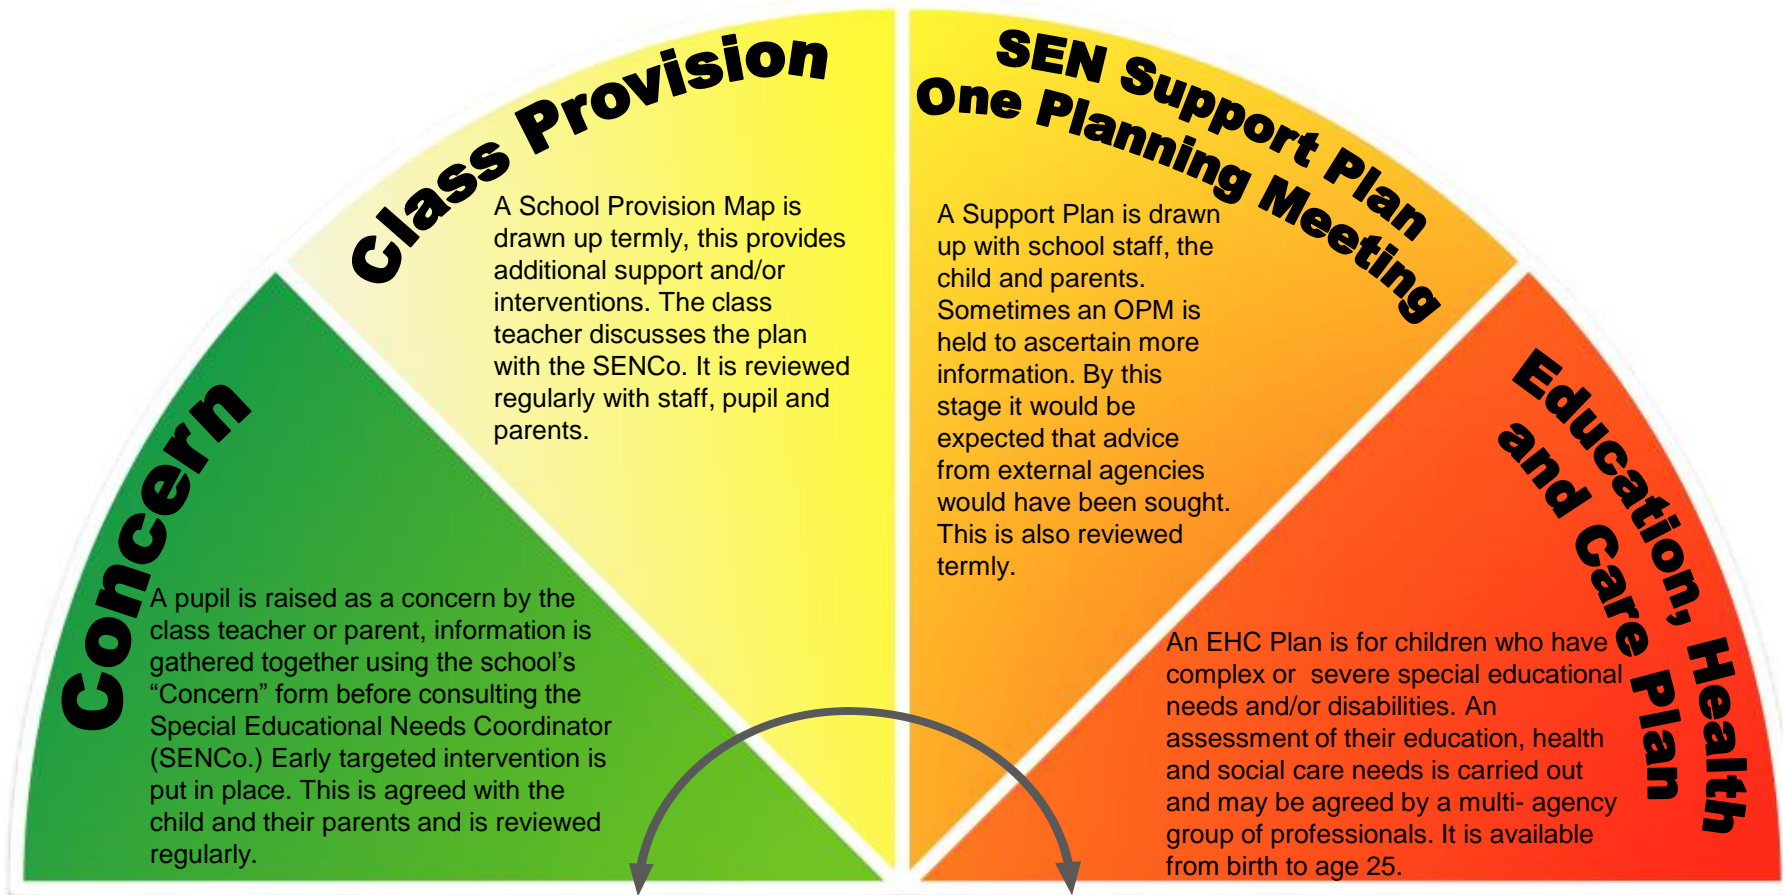 Concern
A pupil is raised as a concern by the
class teacher or parent, information is
gathered together using the school’s
“Concern” form before consulting the
Special Educational Needs Coordinator
(SENCo.) Early targeted intervention is
put in place. This is agreed with the
child and their parents and is reviewed
regularly.
Class Provision
A School Provision Map is
drawn up termly, this provides
additional support and/or
interventions. The class
teacher discusses the plan
with the SENCo. It is reviewed
regularly with staff, pupil and
parents.
SEN Support Plan
One Planning Meeting
A Support Plan is drawn
up with school staff, the
child and parents.
Sometimes an OPM is
held to ascertain more
information. By this
stage it would be
expected that advice
from external agencies
would have been sought.
This is also reviewed
termly.
Education, Health
and Care Plan
An EHC Plan is for children who have
complex or  severe special educational
needs and/or disabilities. An
assessment of their education, health
and social care needs is carried out
and may be agreed by a multi- agency
group of professionals. It is available
from birth to age 25.